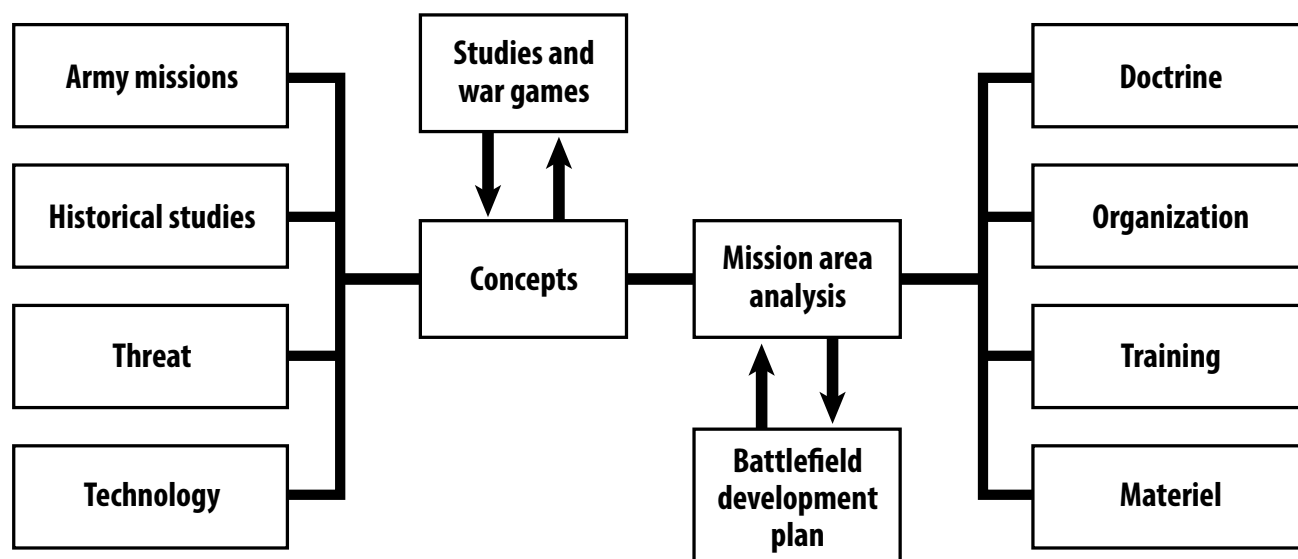 Army missions
Historical studies
Threat
Technology
Studies and
war games
Concepts
Mission area
analysis
Battlefield
development
plan
Doctrine
Organization
Training
Materiel